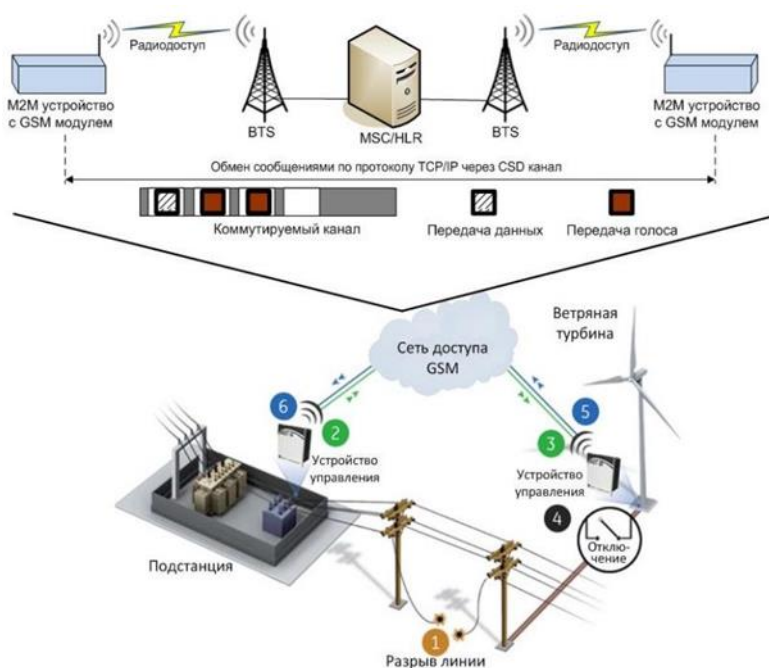 Радиодоступ
Радиодоступ
M2M устройство
с GSM модулем
BTS
MSC/HLR
BTS
M2M устройство
с GSM модулем
Обмен сообщениями по протоколу TCP/IP через CSD канал
Коммутируемый канал
Передача данных
Передача голоса
Ветряная
турбина
Сеть доступа
GSM
6
2
5
3
Устройство
управления
Устройство
управления
4
Отклю-
чение
Подстанция
1
Разрыв линии